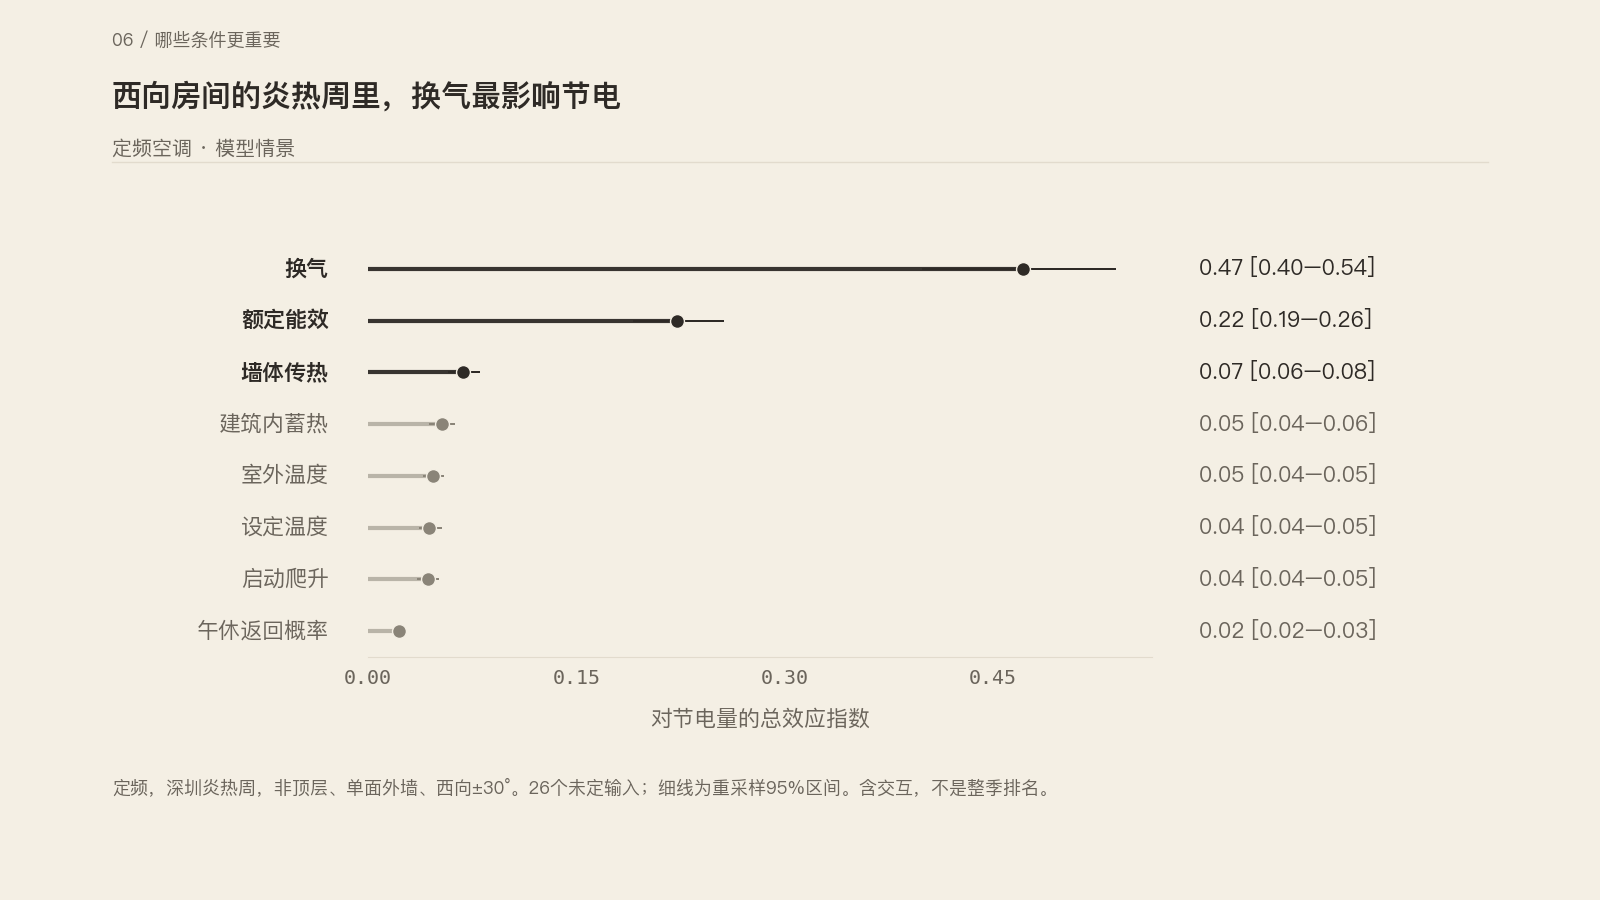 06 / 哪些条件更重要
西向房间的炎热周里，换气最影响节电
定频空调 · 模型情景
换气 0.47 [0.40—0.54]
额定能效 0.22 [0.19—0.26]
墙体传热 0.07 [0.06—0.08]
建筑内蓄热 0.05 [0.04—0.06]
室外温度 0.05 [0.04—0.05]
设定温度 0.04 [0.04—0.05]
启动爬升 0.04 [0.04—0.05]
午休返回概率 0.02 [0.02—0.03]
0.00 0.15 0.30 0.45
对节电量的总效应指数
定频，深圳炎热周，非顶层、单面外墙、西向±30°。26个未定输入；细线为重采样95%区间。含交互，不是整季排名。